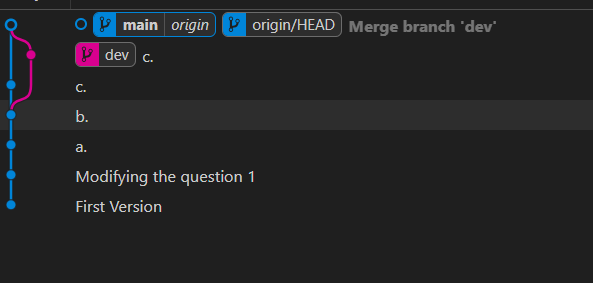 main origin origin/HEAD Merge branch 'dev'
dev c.
c.
b.
a.
Modifying the question 1
First Version